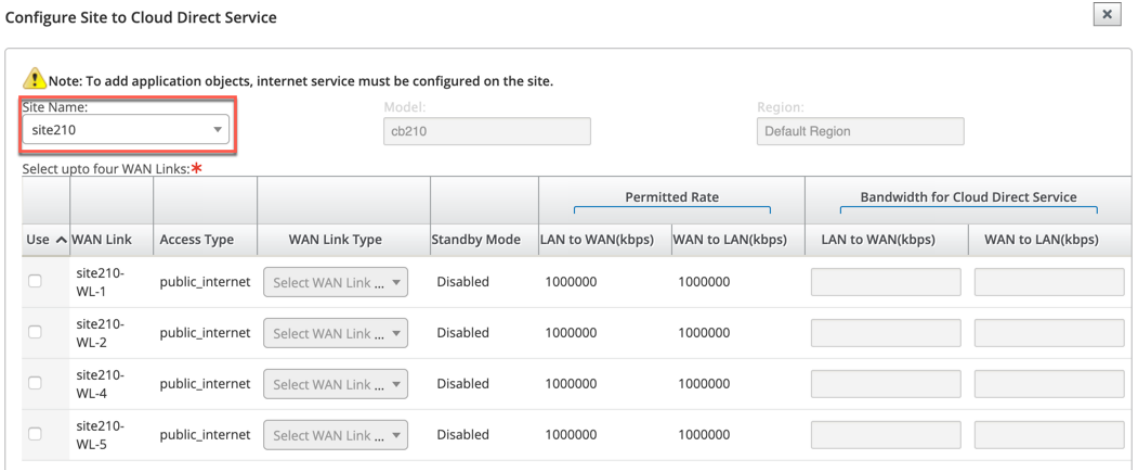 Configure Site to Cloud Direct Service
Note: To add application objects, internet service must be configured on the site.
Site Name: Model: Region:
site210 cb210 Default Region
Select upto four WAN Links:*
Permitted Rate Bandwidth for Cloud Direct Service
Use WAN Link Access Type WAN Link Type Standby Mode LAN to WAN(kbps) WAN to LAN(kbps) LAN to WAN(kbps) WAN to LAN(kbps)
site210-
WL-1 public_internet Select WAN Link ... Disabled 1000000 1000000
site210-
WL-2 public_internet Select WAN Link ... Disabled 1000000 1000000
site210-
WL-4 public_internet Select WAN Link ... Disabled 1000000 1000000
site210-
WL-5 public_internet Select WAN Link ... Disabled 1000000 1000000